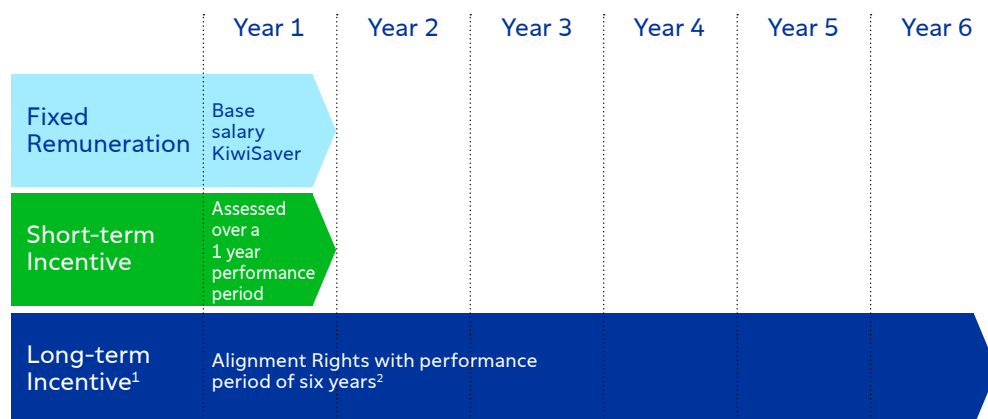 Year 1 Year 2 Year 3 Year 4 Year 5 Year 6
Fixed
Remuneration
Base
salary
KiwiSaver
Short-term
Incentive
Assessed
over a
1 year
performance
period
Long-term
Incentive¹
Alignment Rights with performance
period of six years²